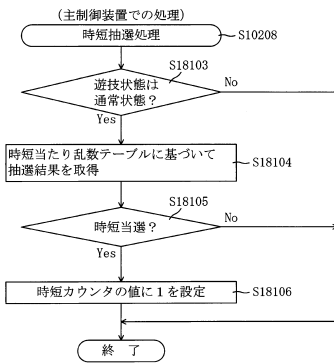 (主制御装置での処理)
時短抽選処理
S10208
S18103
遊技状態は
通常状態？
No
Yes
時短当たり乱数テーブルに基づいて
抽選結果を取得
S18104
S18105
時短当選？
No
Yes
時短カウンタの値に１を設定
S18106
終　了